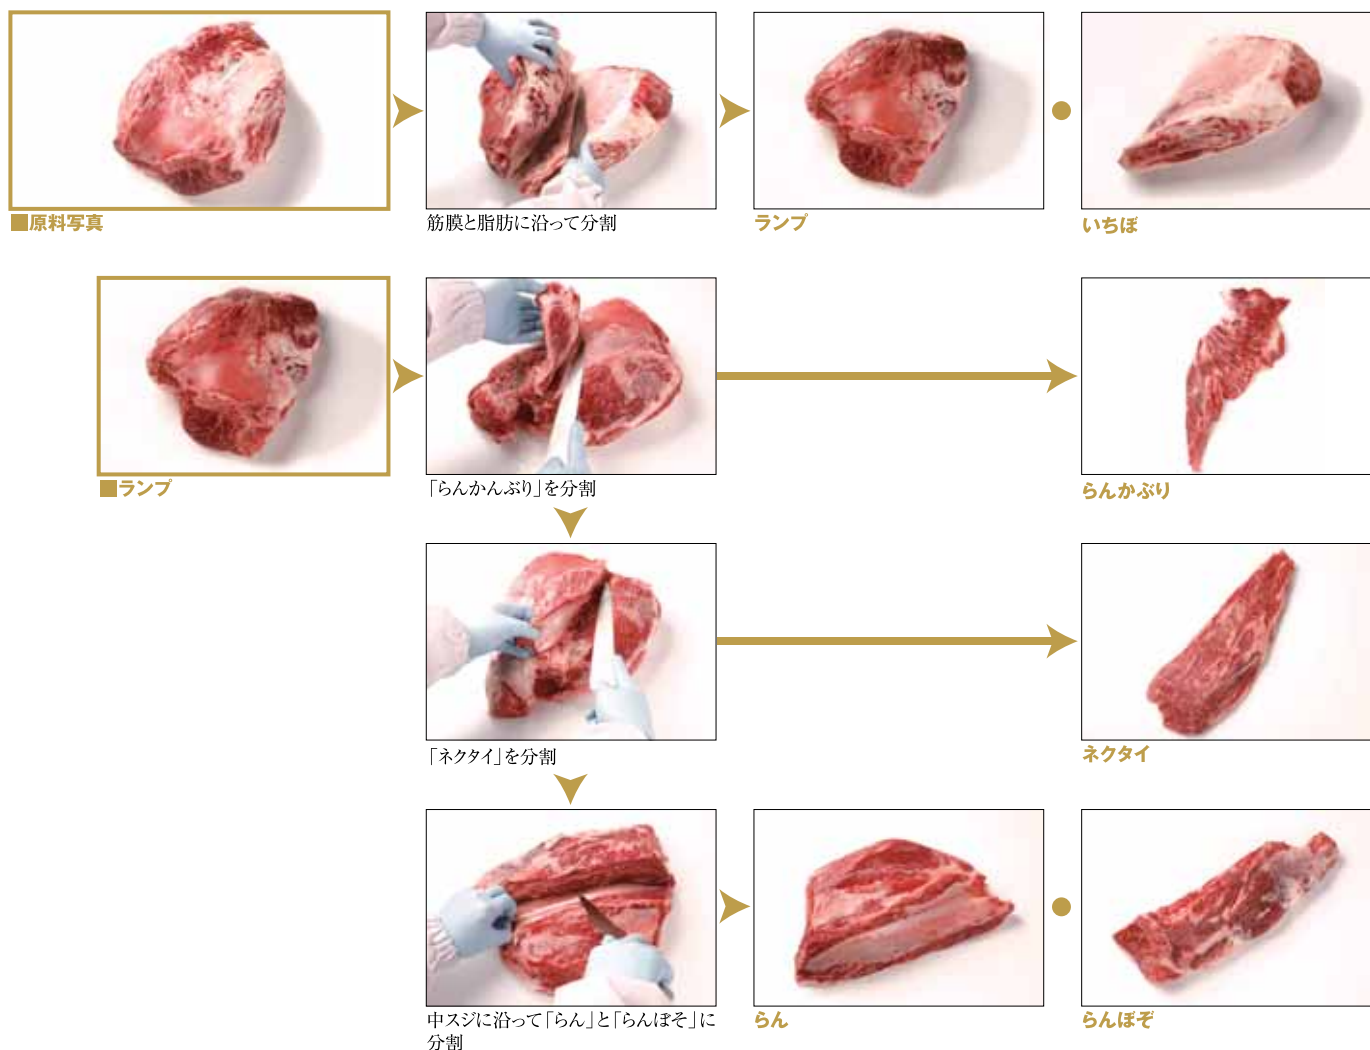 ■原料写真
筋膜と脂肪に沿って分割
ランプ
いちぼ
■ランプ
「らんかんぶり」を分割
らんかぶり
「ネクタイ」を分割
ネクタイ
中スジに沿って「らん」と「らんぼそ」に
分割
らん
らんぼぞ